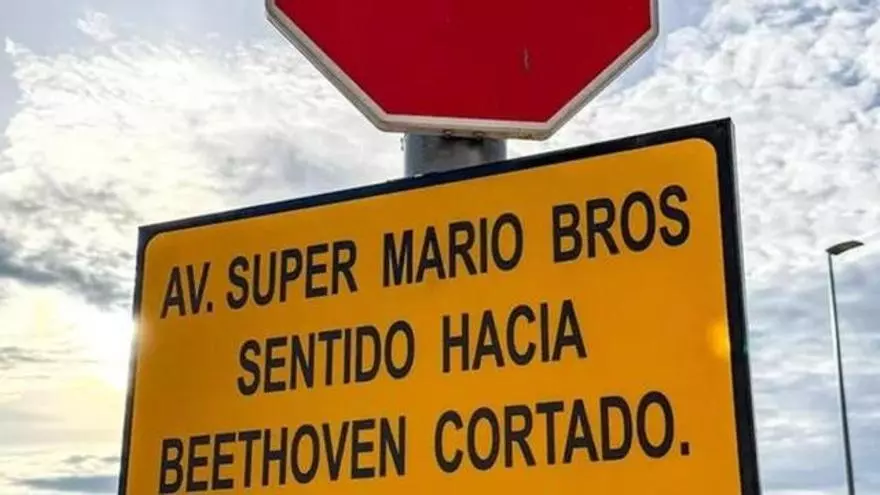 AV. SUPER MARIO BROS
SENTIDO HACIA
BEETHOVEN CORTADO.